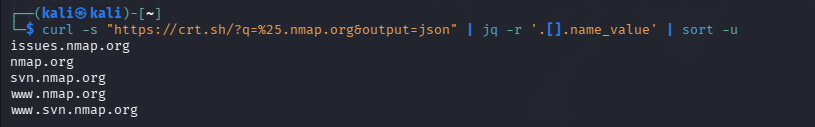 ┌──(kali㉿kali)-[~]
└─$ curl -s "https://crt.sh/?q=%25.nmap.org&output=json" | jq -r '.[].name_value' | sort -u
issues.nmap.org
nmap.org
svn.nmap.org
www.nmap.org
www.svn.nmap.org